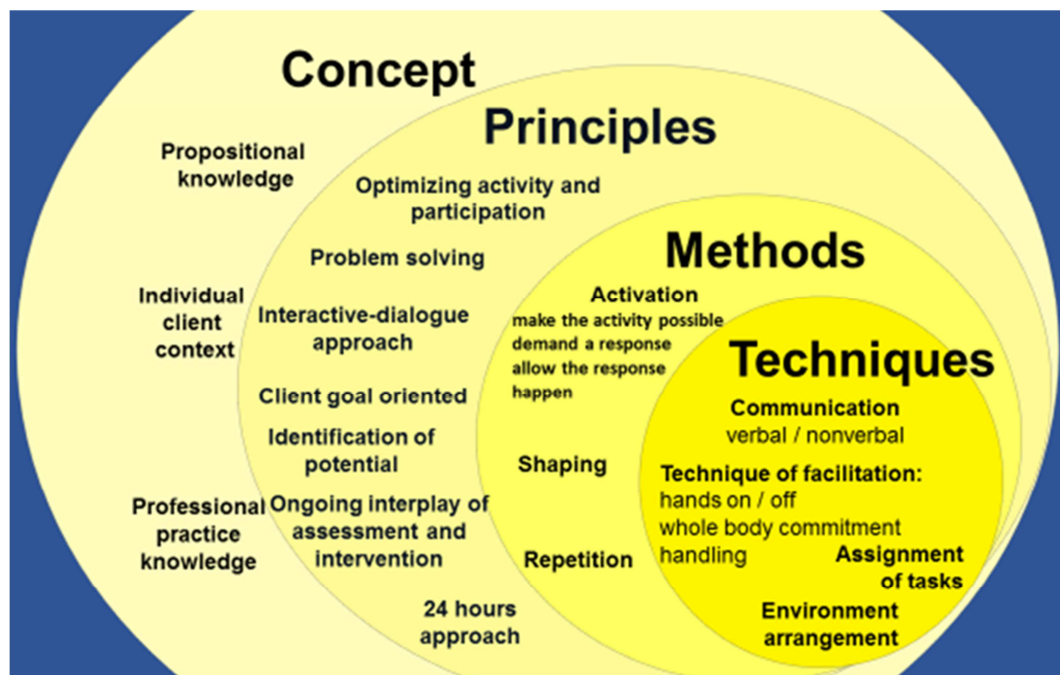 Concept
Propositional
knowledge
Individual
client
context
Professional
practice
knowledge
Principles
Optimizing activity and
participation
Problem solving
Interactive-dialogue
approach
Client goal oriented
Identification of
potential
Ongoing interplay of
assessment and
intervention
24 hours
approach
Methods
Activation
make the activity possible
demand a response
allow the response
happen
Shaping
Repetition
Techniques
Communication
verbal / nonverbal
Technique of facilitation:
hands on / off
whole body commitment
handling
Assignment
of tasks
Environment
arrangement